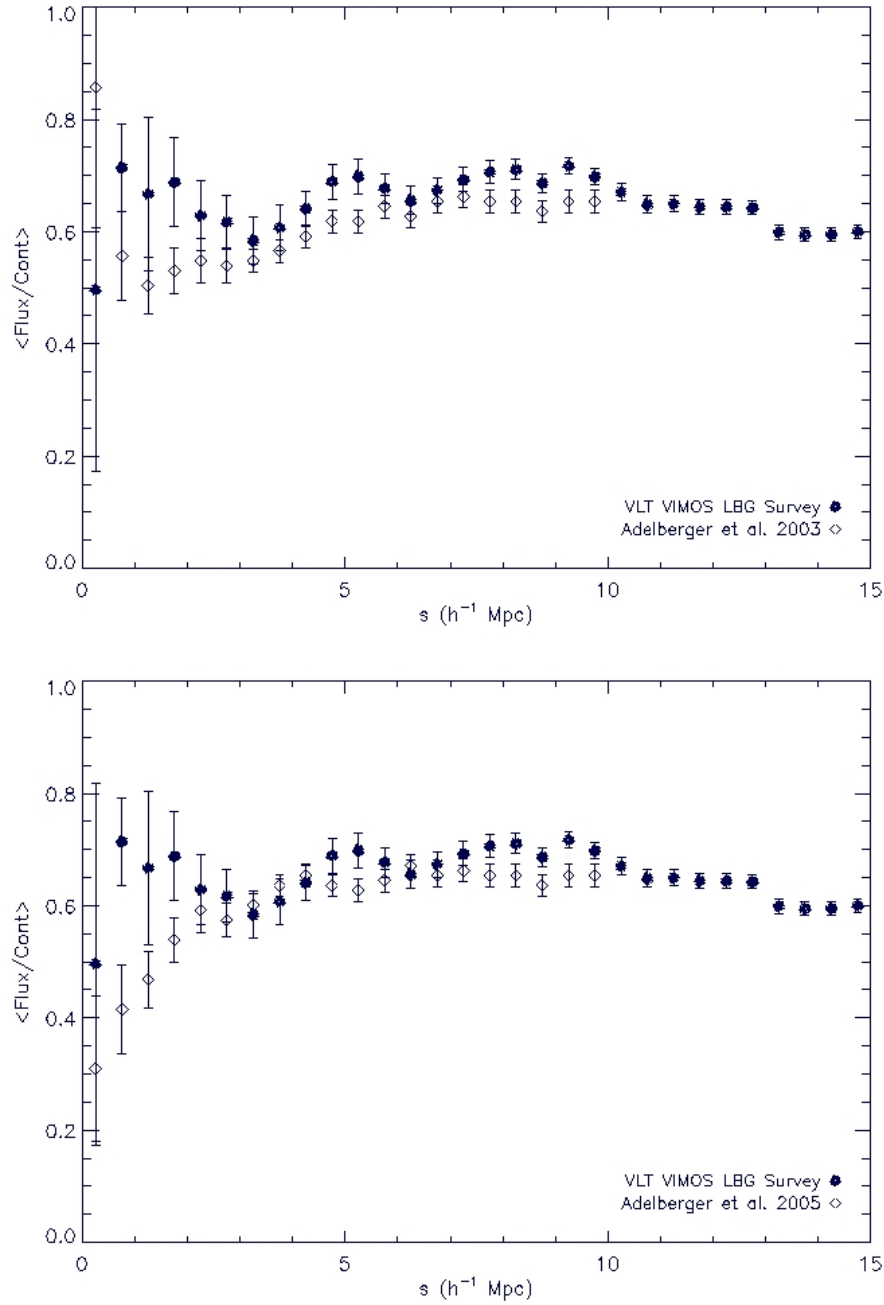 1.0
0.8
0.6
0.4
0.2
0.0
<Flux/Cont>
VLT VIMOS LBG Survey
Adelberger et al. 2003
0 5 10 15
s (h⁻¹ Mpc)
1.0
0.8
0.6
0.4
0.2
0.0
<Flux/Cont>
VLT VIMOS LBG Survey
Adelberger et al. 2005
0 5 10 15
s (h⁻¹ Mpc)